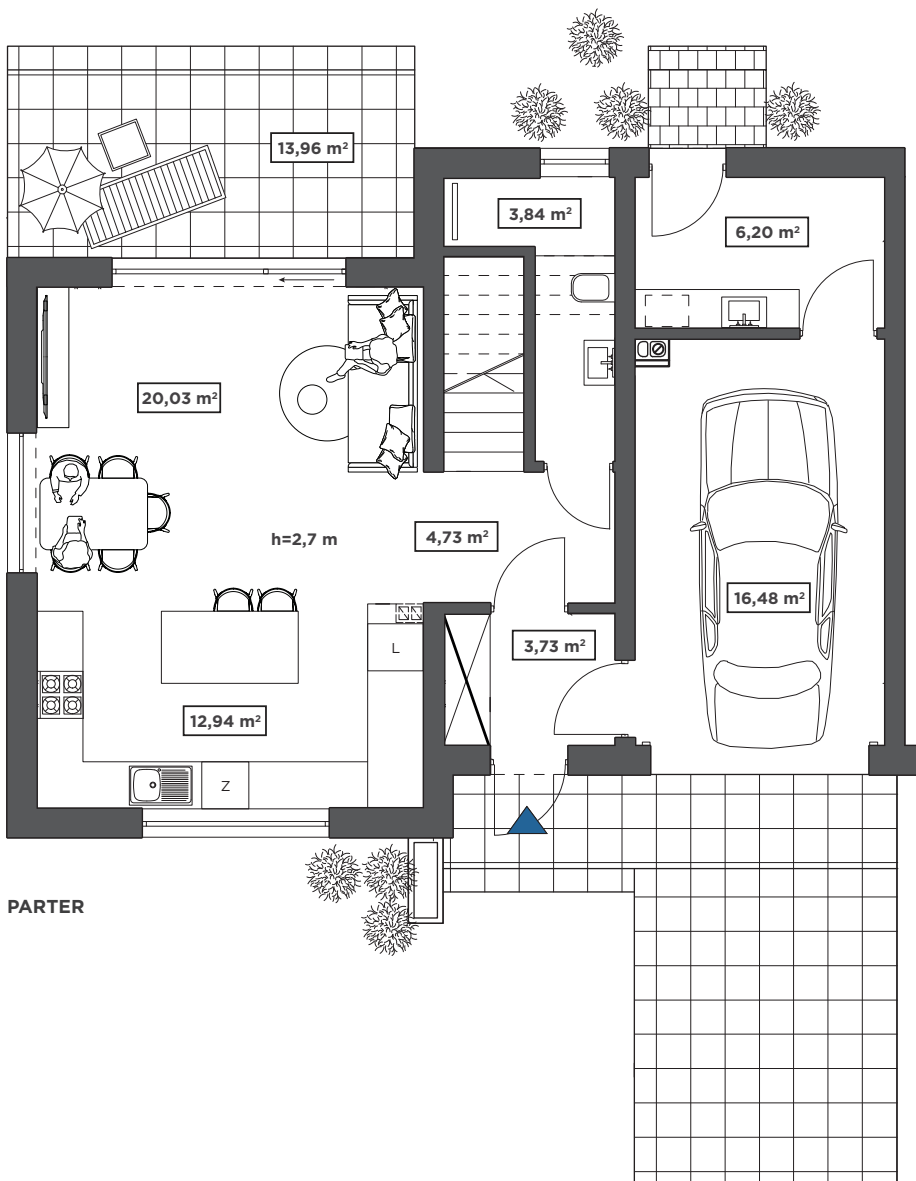 13,96 m²
3,84 m²
6,20 m²
20,03 m²
h=2,7 m
4,73 m²
16,48 m²
3,73 m²
L
12,94 m²
Z
PARTER